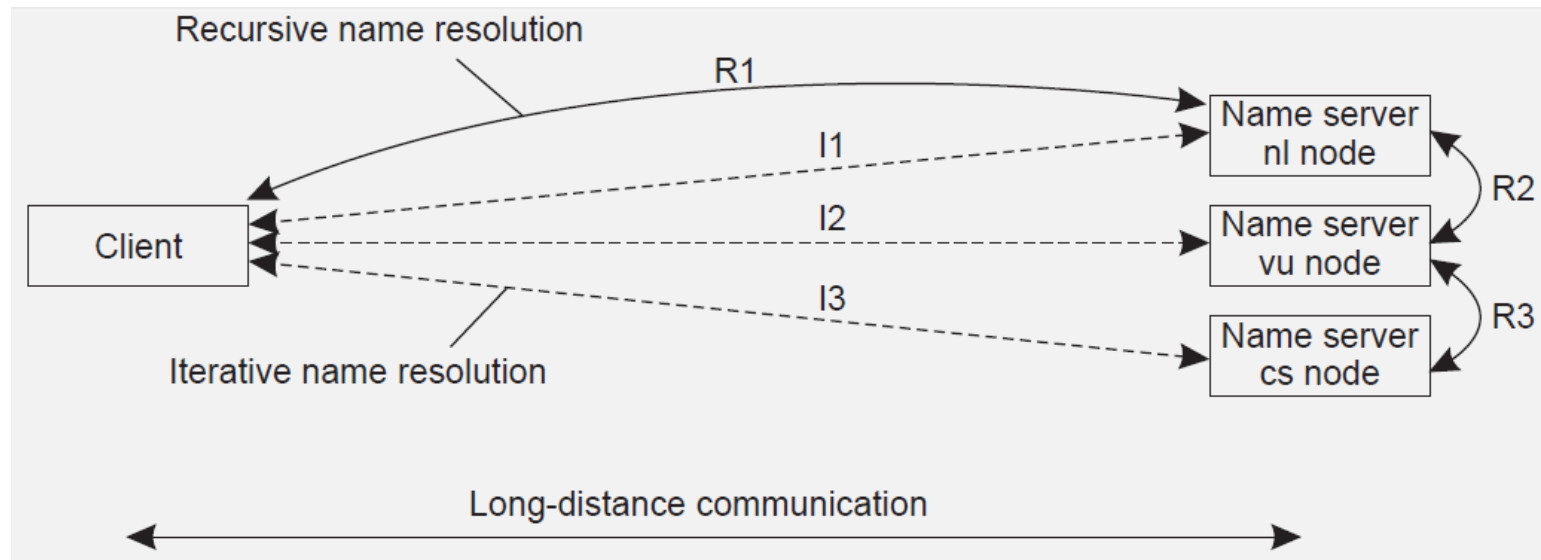 Recursive name resolution
R1
Name server
nl node
I1
R2
Client
I2
Name server
vu node
I3
R3
Name server
cs node
Iterative name resolution
Long-distance communication